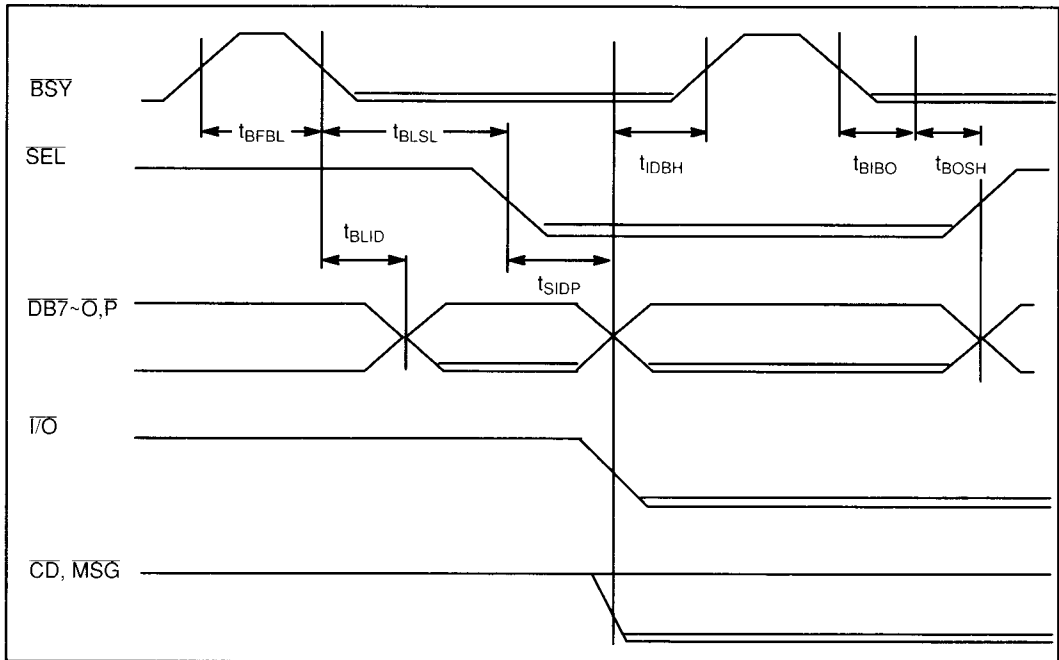 BSY
tBFBL
tBLSL
tIDBH
tBIBO
tBOSH
SEL
tBLID
tSIDP
DB7~O,P
I/O
CD, MSG